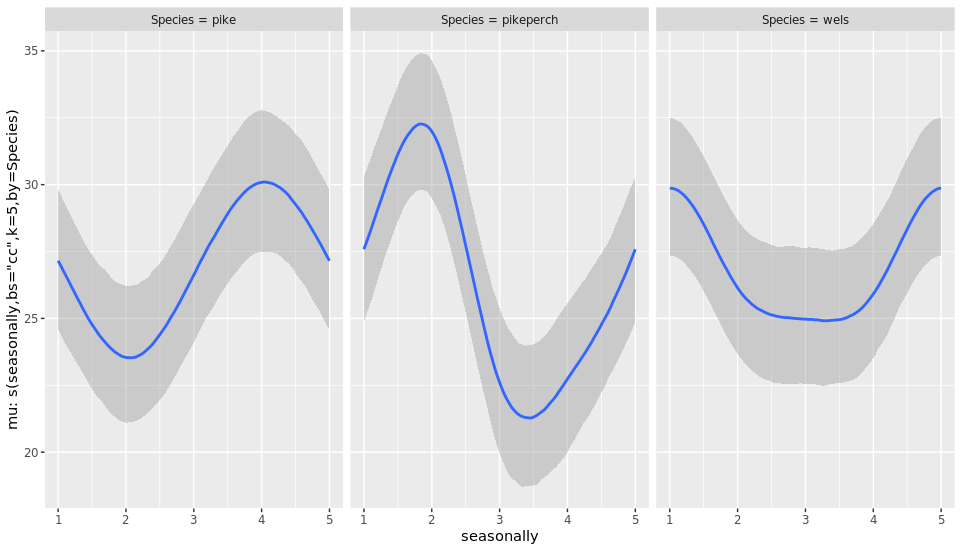 Species = pike
Species = pikeperch
Species = wels
mu: s(seasonally,bs="cc",k=5,by=Species)
35
30
25
20
1 2 3 4 5
1 2 3 4 5
1 2 3 4 5
seasonally